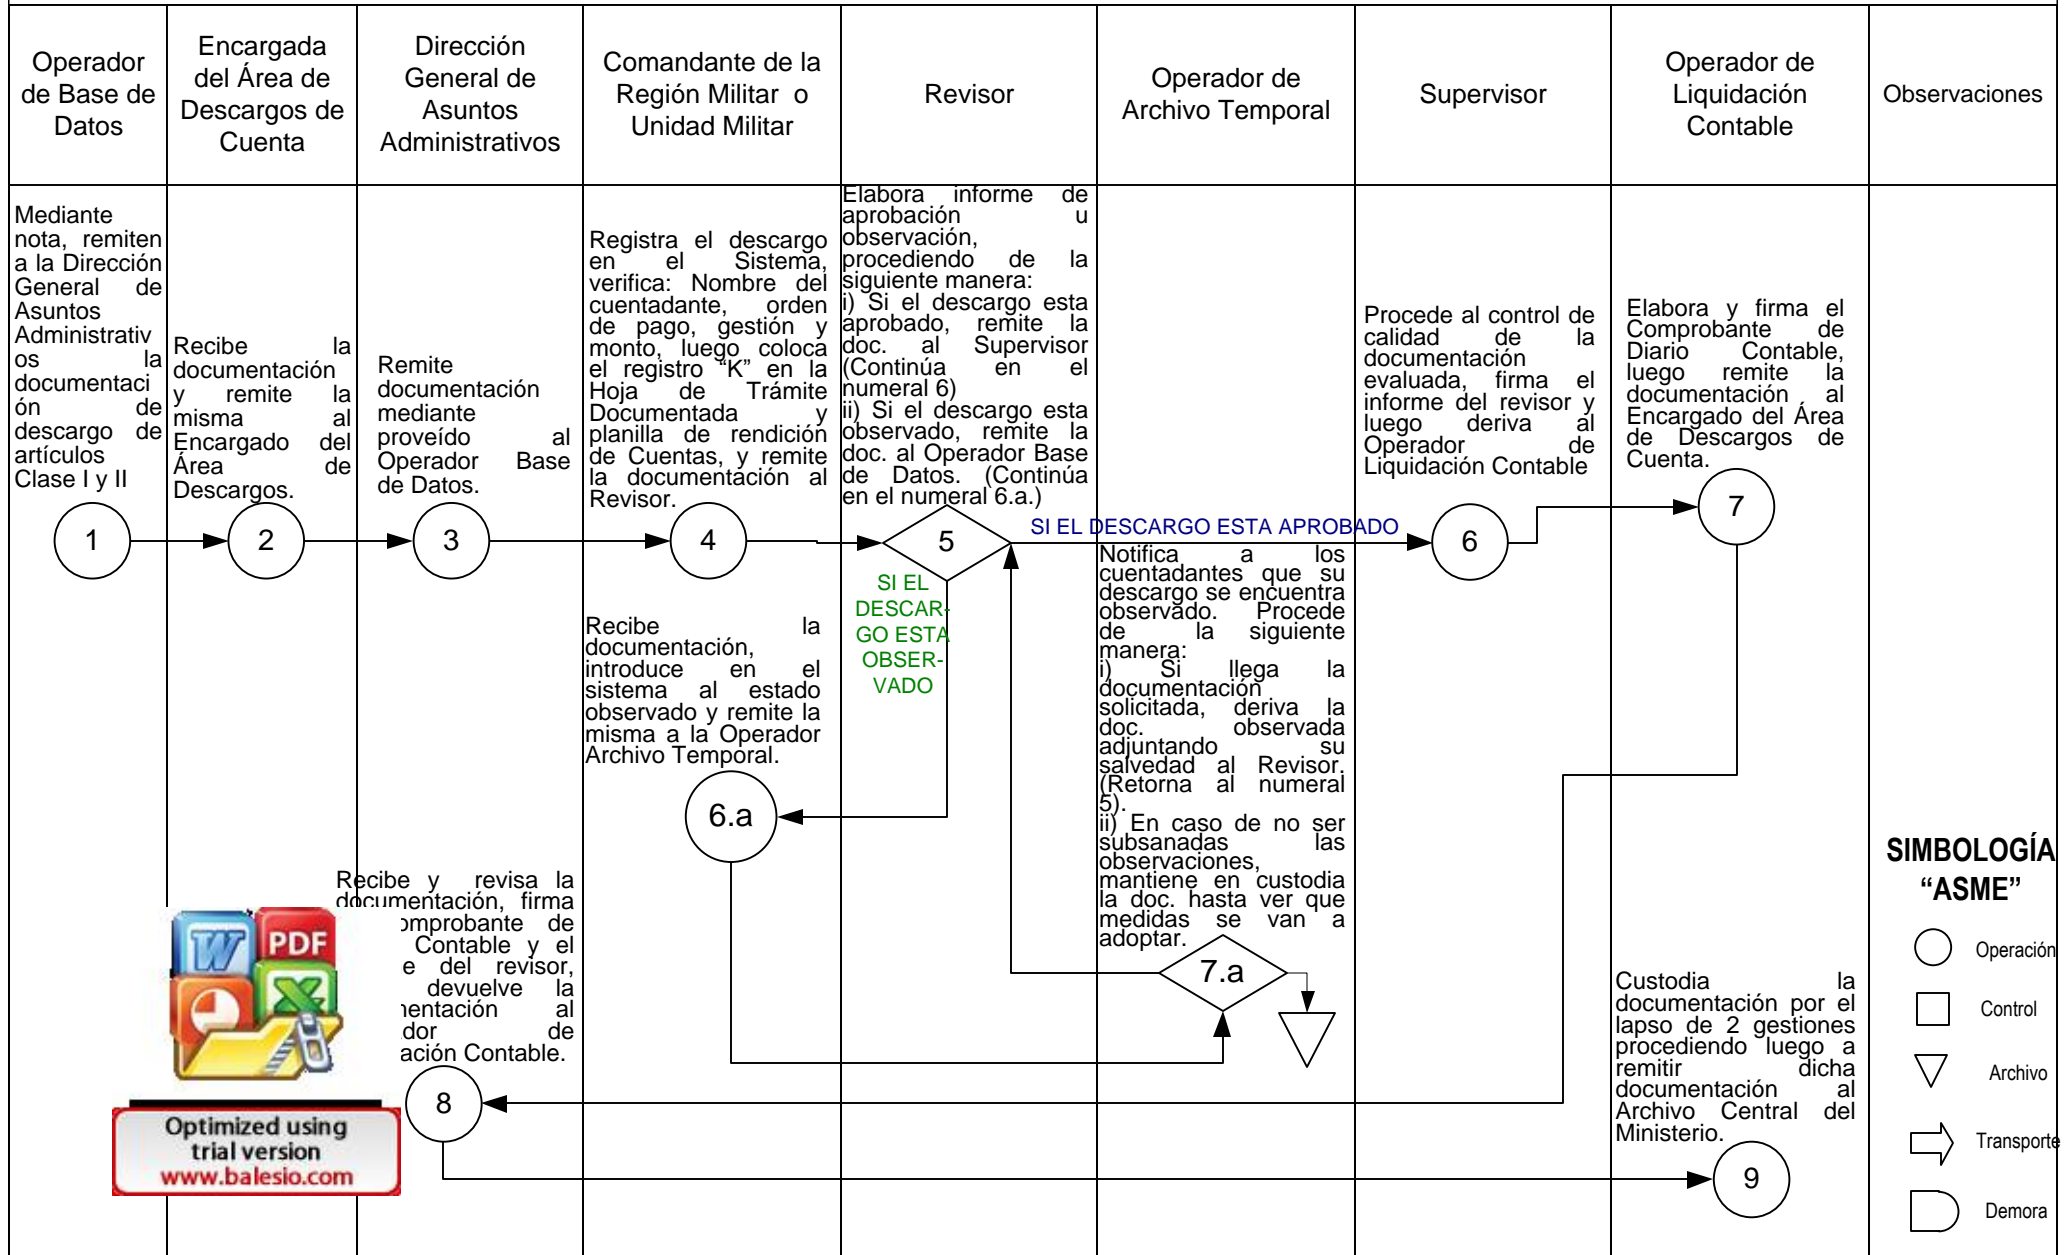 Operador
de Base de
Datos
Encargada
del Área de
Descargos de
Cuenta
Dirección
General de
Asuntos
Administrativos
Comandante de la
Región Militar o
Unidad Militar
Revisor
Operador de
Archivo Temporal
Supervisor
Operador de
Liquidación
Contable
Observaciones
Mediante
nota, remiten
a la Dirección
General de
Asuntos
Administrativ
os la
documentaci
ón de
descargo de
artículos
Clase I y II
1
Recibe la
documentación
y remite la
misma al
Encargado del
Área de
Descargos.
2
Remite
documentación
mediante
proveído al
Operador Base
de Datos.
3
Registra el descargo
en el Sistema,
verifica: Nombre del
cuentadante, orden
de pago, gestión y
monto, luego coloca
el registro “K” en la
Hoja de Trámite
Documentada y
planilla de rendición
de Cuentas, y remite
la documentación al
Revisor.
4
Elabora informe de
aprobación u
observación,
procediendo de la
siguiente manera:
i) Si el descargo esta
aprobado, remite la
doc. al Supervisor
(Continúa en el
numeral 6)
ii) Si el descargo esta
observado, remite la
doc. al Operador Base
de Datos. (Continúa
en el numeral 6.a.)
5
SI EL DESCARGO ESTA APROBADO
SI EL
DESCAR-
GO ESTA
OBSER-
VADO
Procede al control de
calidad de la
documentación
evaluada, firma el
informe del revisor y
luego deriva al
Operador de
Liquidación Contable
6
Elabora y firma el
Comprobante de
Diario Contable,
luego remite la
documentación al
Encargado del Área
de Descargos de
Cuenta.
7
Recibe la
documentación,
introduce en el
sistema al estado
observado y remite la
misma a la Operador
Archivo Temporal.
6.a
Notifica a los
cuentadantes que su
descargo se encuentra
observado. Procede
de la siguiente
manera:
i) Si llega la
documentación
solicitada, deriva la
doc. observada
adjuntando su
salvedad al Revisor.
(Retorna al numeral
5).
ii) En caso de no ser
subsanadas las
observaciones,
mantiene en custodia
la doc. hasta ver que
medidas se van a
adoptar.
7.a
Recibe y revisa la
documentación, firma
omprobante de
Contable y el
e del revisor,
devuelve la
mentación al
dor de
ación Contable.
8
Custodia la
documentación por el
lapso de 2 gestiones
procediendo luego a
remitir dicha
documentación al
Archivo Central del
Ministerio.
9
SIMBOLOGÍA
“ASME”
Operación
Control
Archivo
Transporte
Demora
W
PDF
X
Optimized using
trial version
www.balesio.com